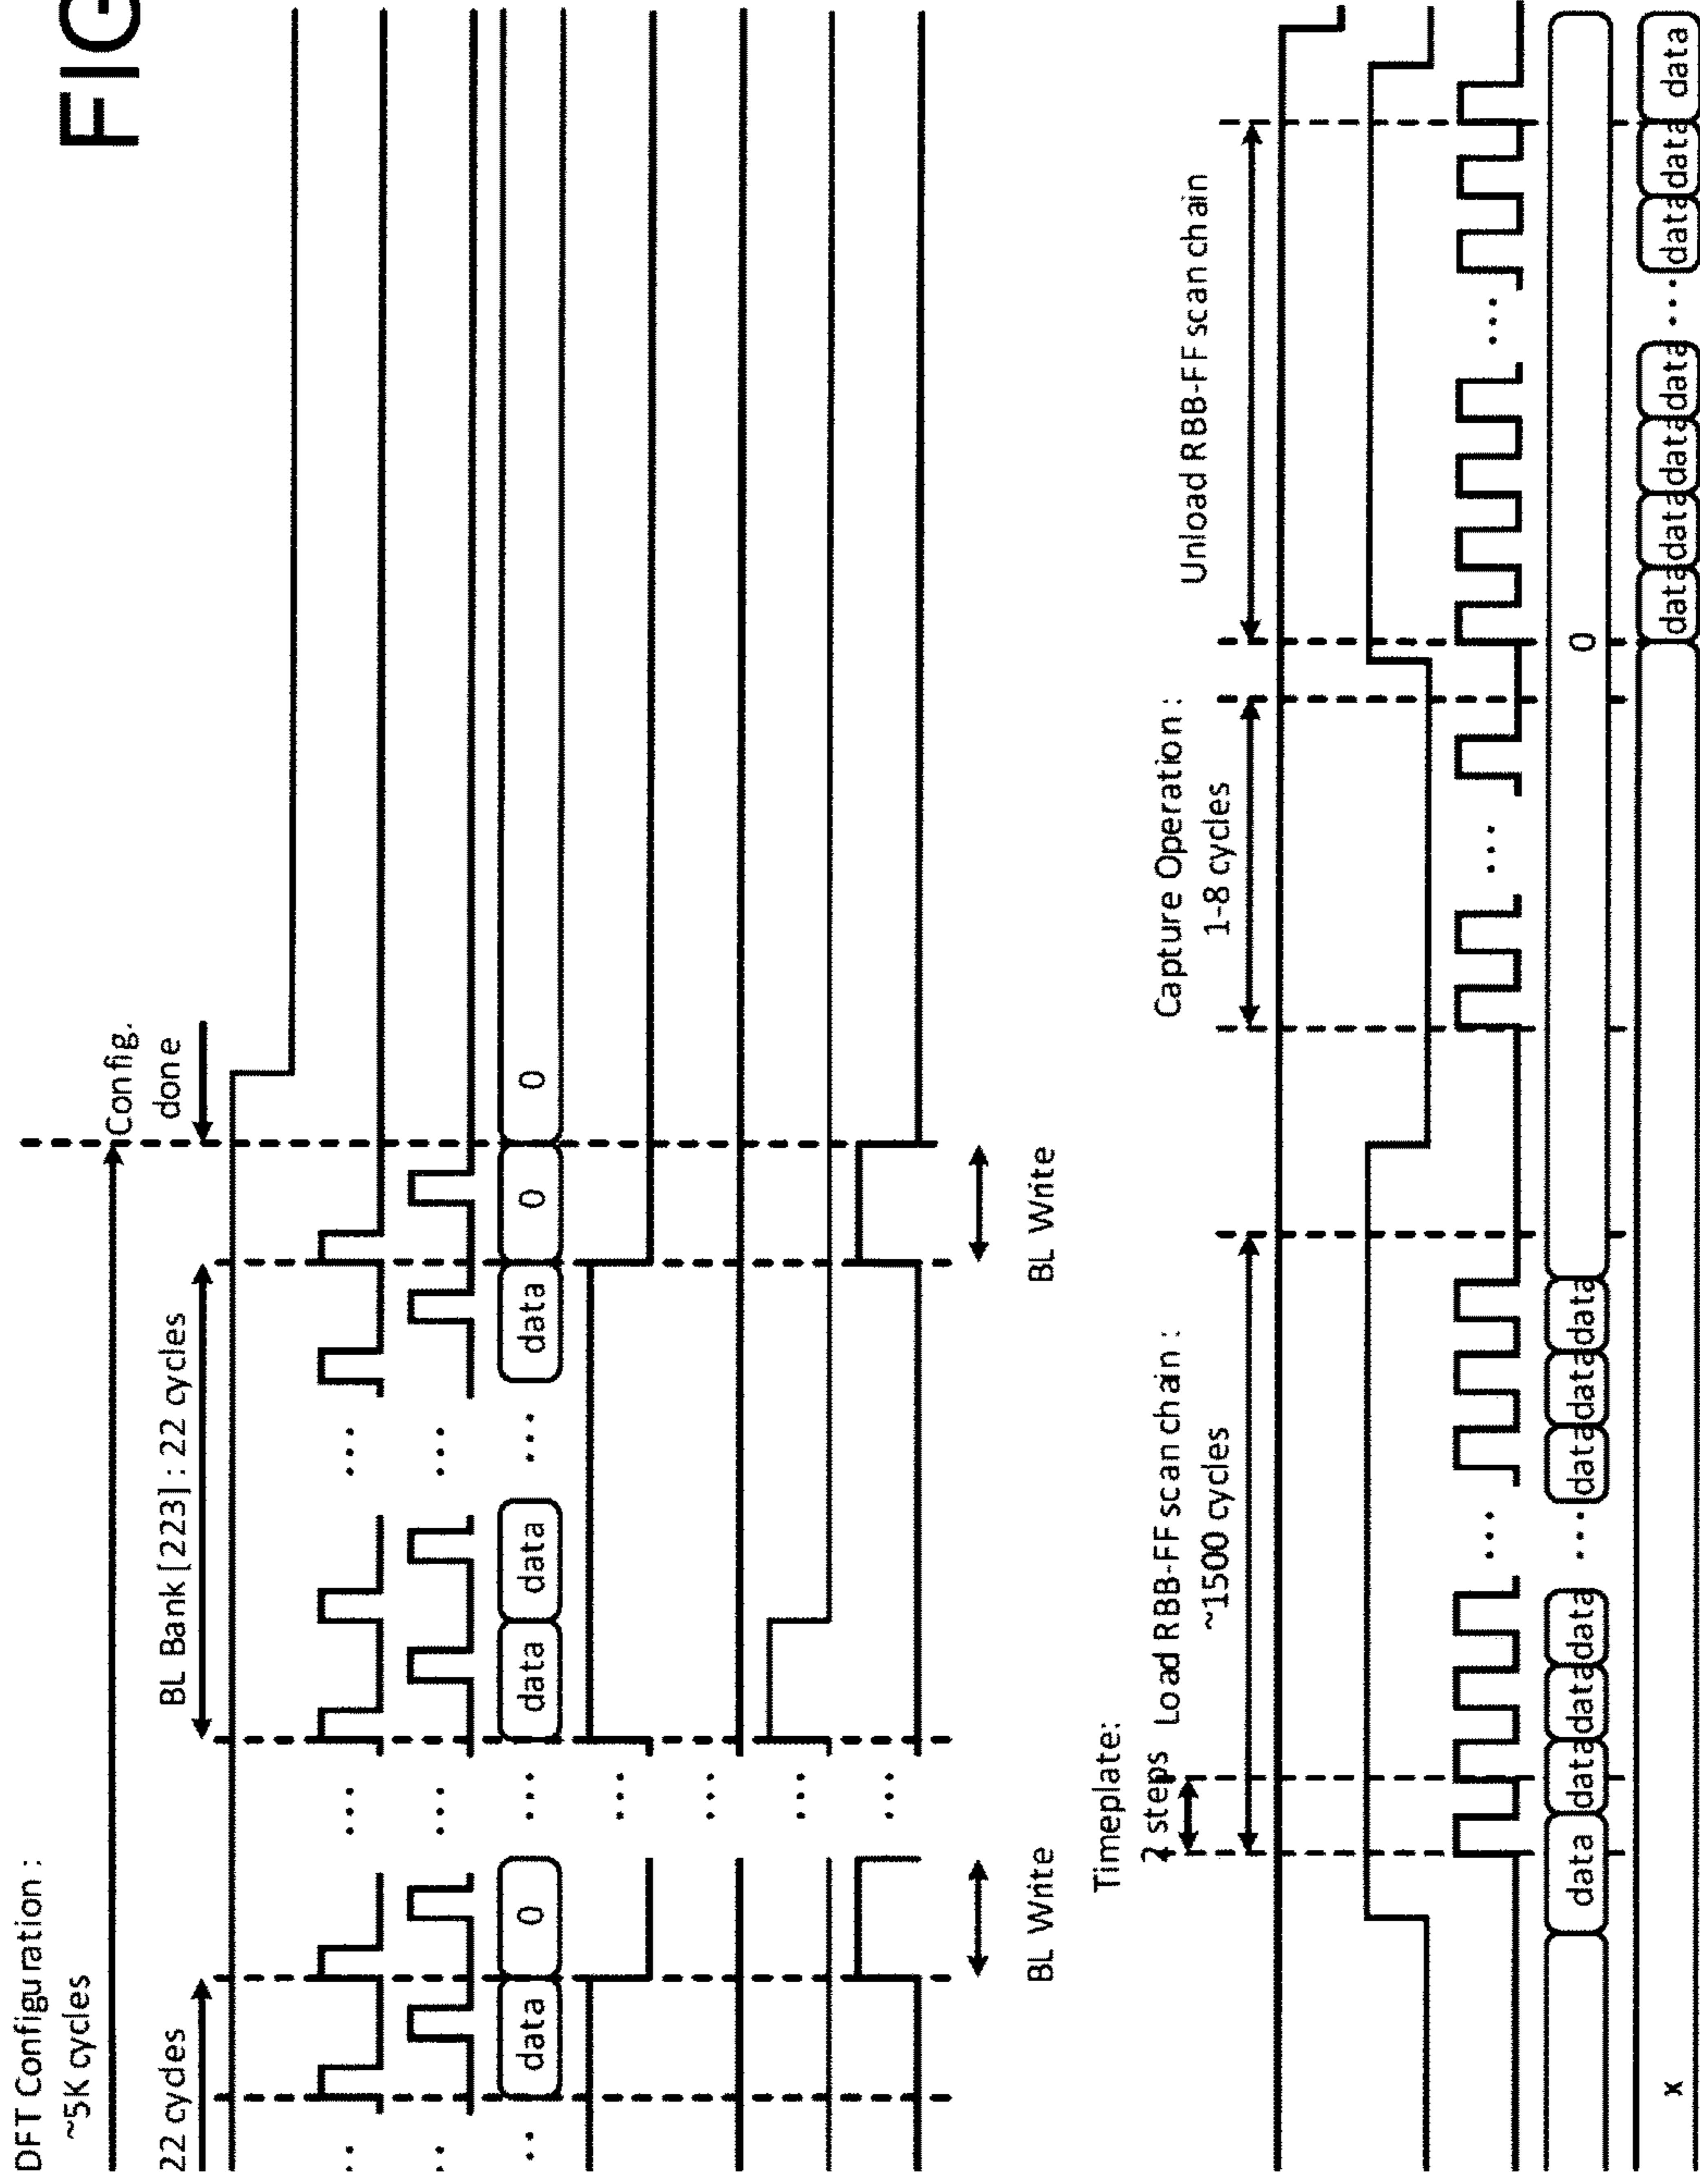 FIG
DFT Configuration :
~5K cycles
Config.
done
22 cycles
BL Bank [223] : 22 cycles
... ... ... ...
... ... ... ...
... data 0 ... data data ... data 0 0
...
...
...
...
BL Write
BL Write
Timeplate:
2 steps
Load RBB-FF scan chain :
~1500 cycles
Capture Operation :
1-8 cycles
Unload RBB-FF scan chain
... ... ...
data data data data ... data data data 0
x data data data data ... data data data